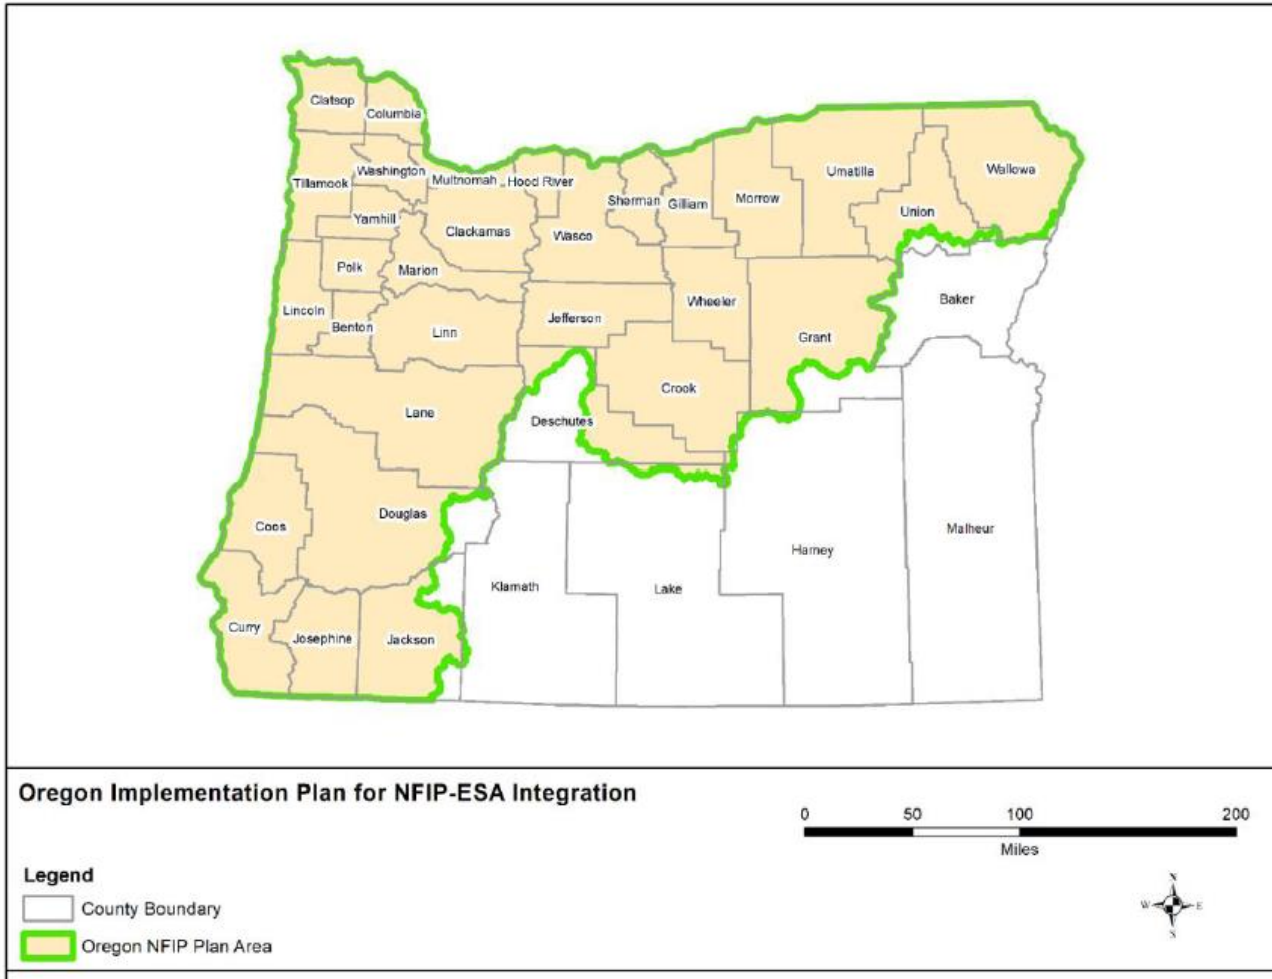 Clatsop
Columbia
Washington
Tillamook
Multnomah
Hood River
Sherman
Gilliam
Morrow
Umatilla
Wallowa
Union
Yamhill
Clackamas
Wasco
Polk
Marion
Wheeler
Baker
Lincoln
Benton
Linn
Jefferson
Grant
Lane
Crook
Deschutes
Coos
Douglas
Malheur
Harney
Klamath
Lake
Curry
Josephine
Jackson
Oregon Implementation Plan for NFIP-ESA Integration
0 50 100 200
Miles
Legend
County Boundary
Oregon NFIP Plan Area
N
W E
S